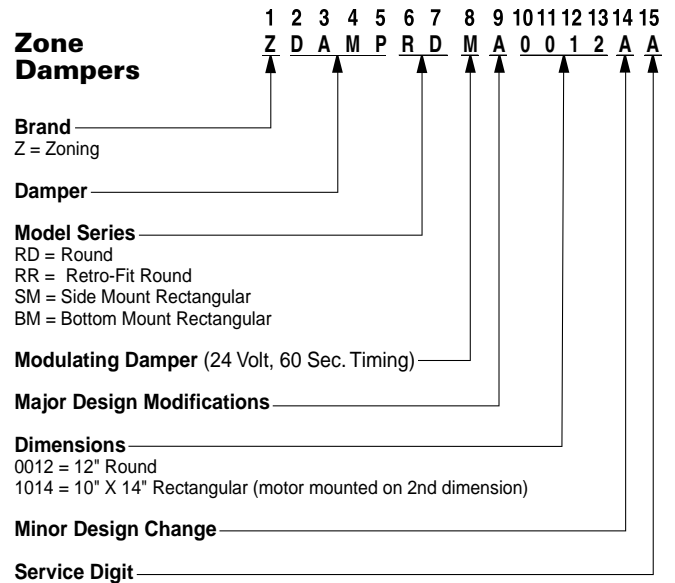 1 2 3 4 5 6 7 8 9 10 11 12 13 14 15
Zone Z D A M P R D M A 0 0 1 2 A A
Dampers
Brand
Z = Zoning
Damper
Model Series
RD = Round
RR = Retro-Fit Round
SM = Side Mount Rectangular
BM = Bottom Mount Rectangular
Modulating Damper (24 Volt, 60 Sec. Timing)
Major Design Modifications
Dimensions
0012 = 12" Round
1014 = 10" X 14" Rectangular (motor mounted on 2nd dimension)
Minor Design Change
Service Digit